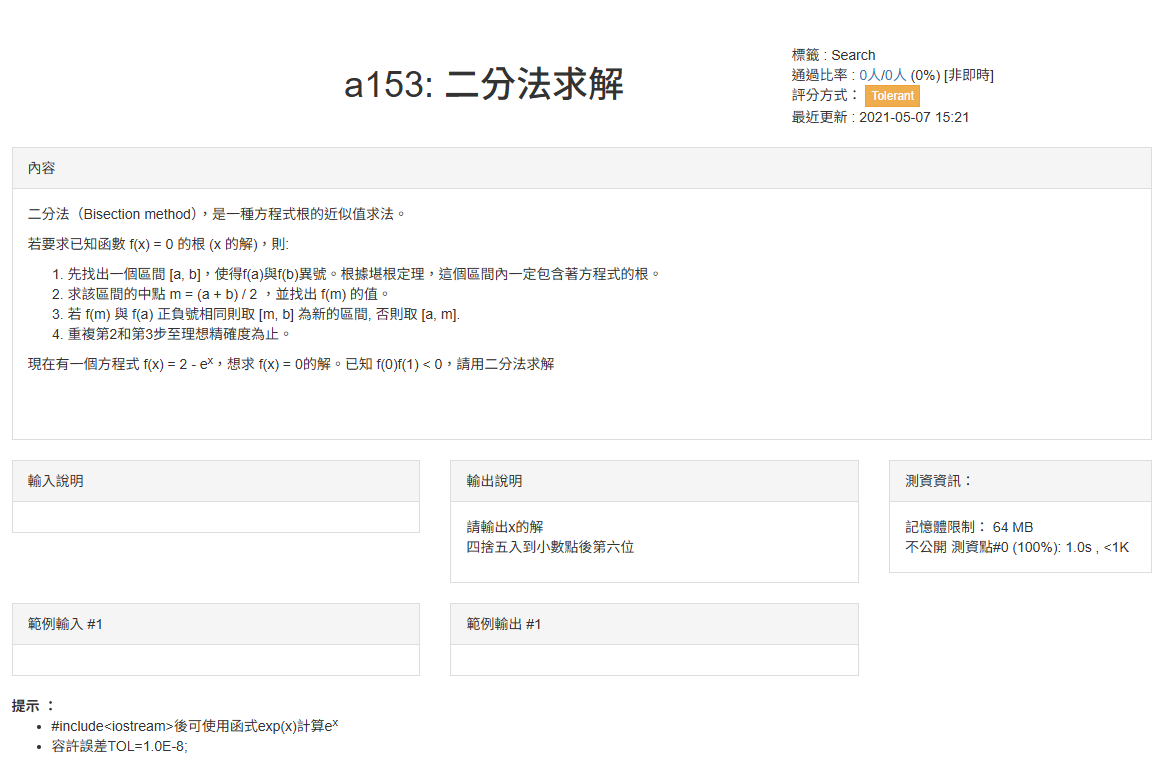 a153: 二分法求解
標籤 : Search
通過比率 : 0人/0人 (0%) [非即時]
評分方式： Tolerant
最近更新 : 2021-05-07 15:21
內容
二分法（Bisection method），是一種方程式根的近似值求法。
若要求已知函數 f(x) = 0 的根 (x 的解)，則:
1. 先找出一個區間 [a, b]，使得f(a)與f(b)異號。根據堪根定理，這個區間內一定包含著方程式的根。
2. 求該區間的中點 m = (a + b) / 2 ，並找出 f(m) 的值。
3. 若 f(m) 與 f(a) 正負號相同則取 [m, b] 為新的區間, 否則取 [a, m].
4. 重複第2和第3步至理想精確度為止。
現在有一個方程式 f(x) = 2 - eˣ，想求 f(x) = 0的解。已知 f(0)f(1) < 0，請用二分法求解
輸入說明
輸出說明
請輸出x的解
四捨五入到小數點後第六位
測資資訊：
記憶體限制： 64 MB
不公開 測資點#0 (100%): 1.0s , <1K
範例輸入 #1
範例輸出 #1
提示 ：
• #include<iostream>後可使用函式exp(x)計算eˣ
• 容許誤差TOL=1.0E-8;